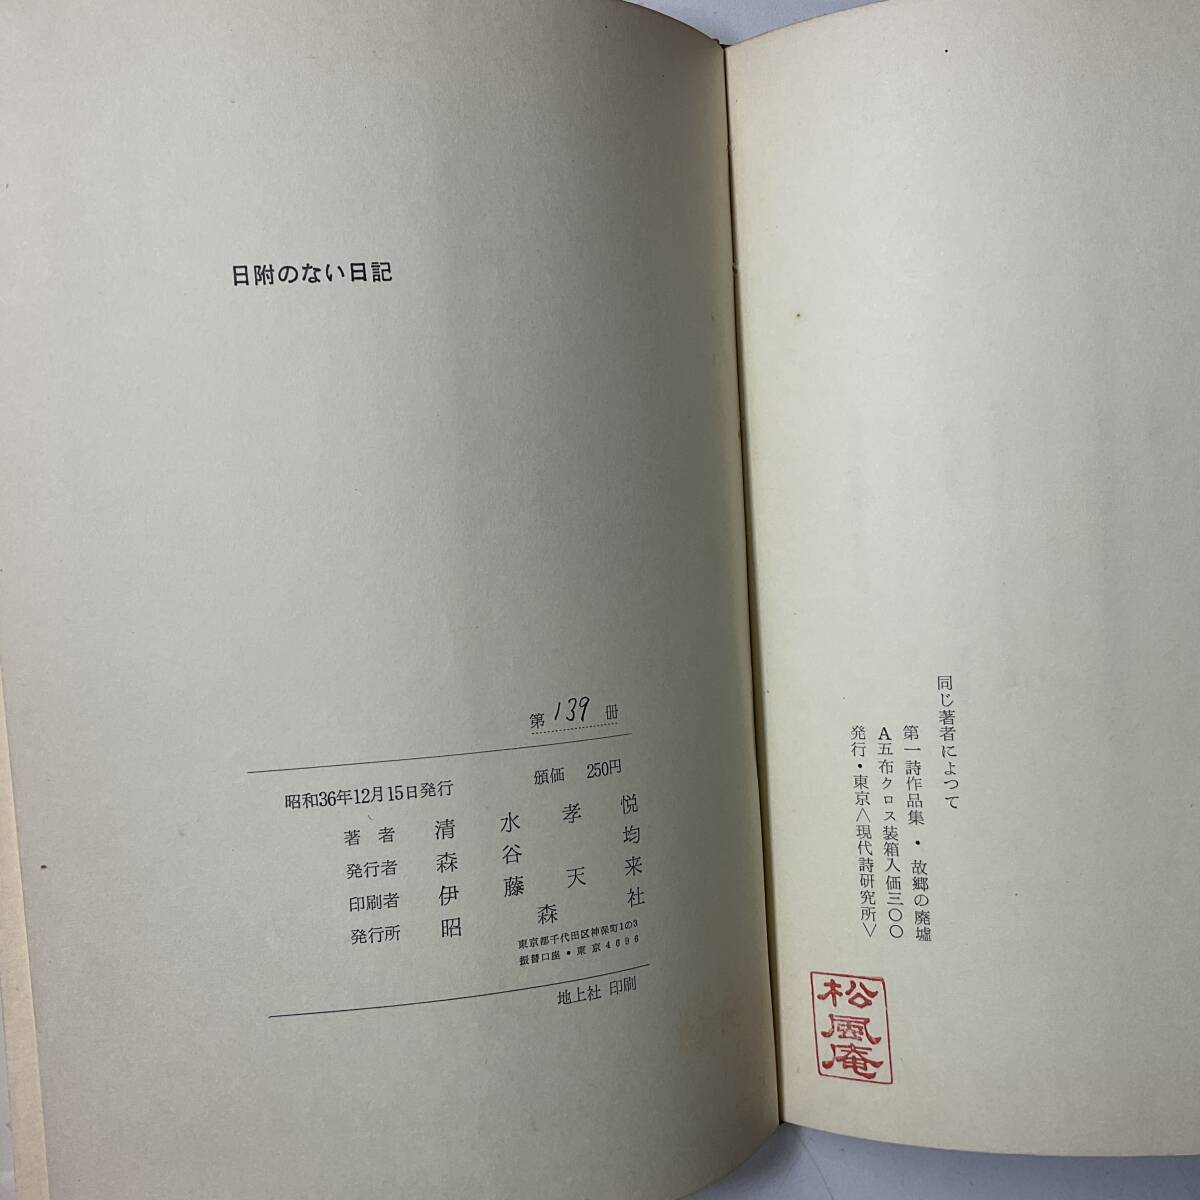 日附のない日記
第139冊
昭和36年12月15日発行 頒価 250円
著者 清水孝悦
発行者 森谷均
印刷者 伊藤天来
発行所 昭森社
東京都千代田区神保町1の3
振替口座・東京4696
地上社 印刷
同じ著者によつて
第一詩作品集・故郷の廃墟
A五布クロス装箱入価三〇〇
発行・東京<現代詩研究所>
松風庵